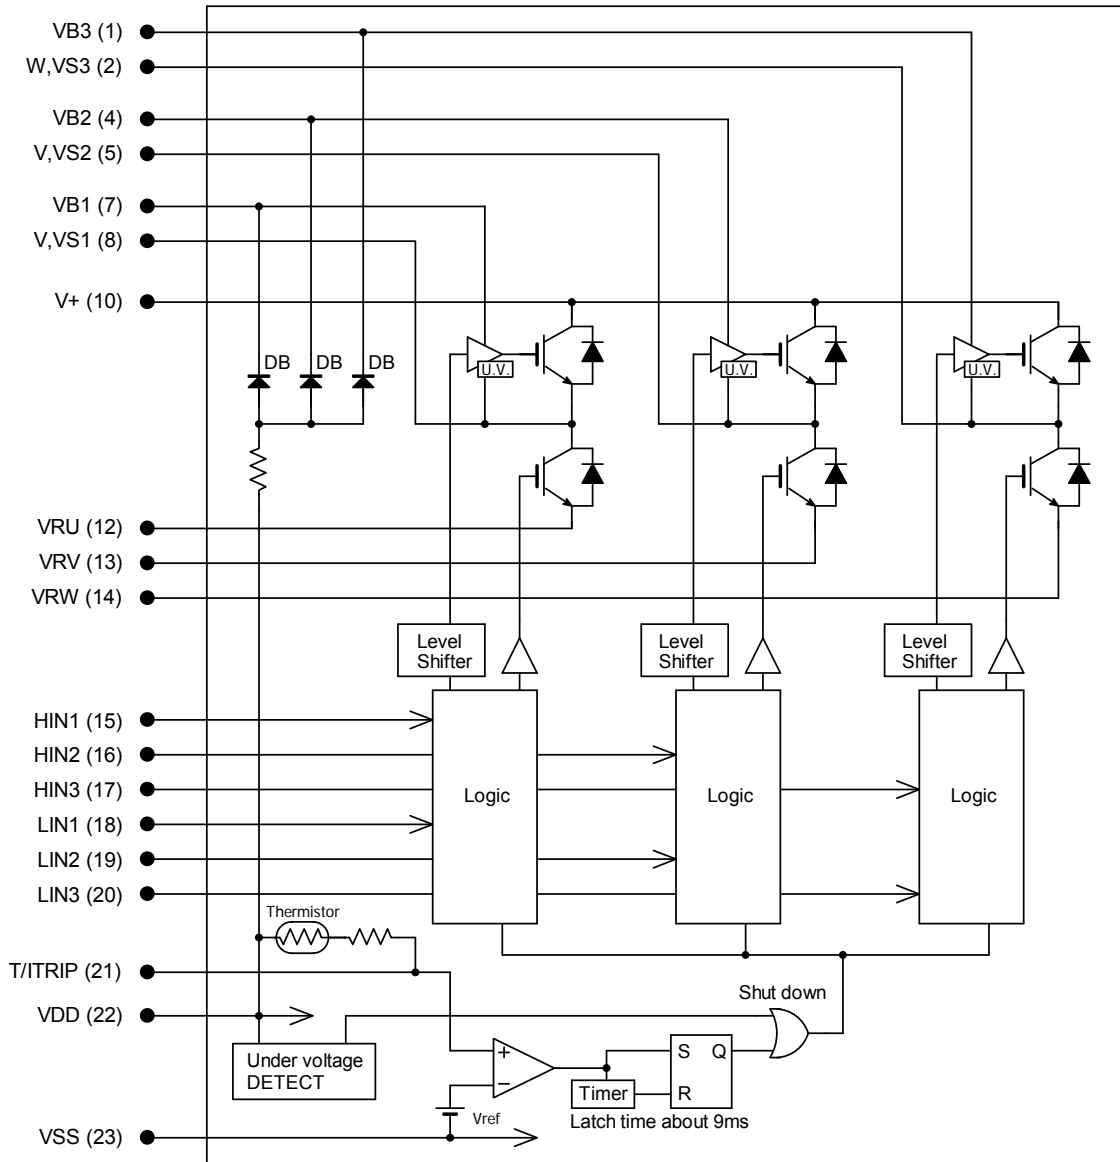 VB3 (1)
W,VS3 (2)
VB2 (4)
V,VS2 (5)
VB1 (7)
V,VS1 (8)
V+ (10)
DB DB DB
U.V. U.V. U.V.
VRU (12)
VRV (13)
VRW (14)
Level Shifter
Level Shifter
Level Shifter
HIN1 (15)
HIN2 (16)
HIN3 (17)
Logic Logic Logic
LIN1 (18)
LIN2 (19)
LIN3 (20)
Thermistor
T/ITRIP (21)
Shut down
VDD (22)
Under voltage
DETECT
+
−
S Q
R
Timer
Latch time about 9ms
Vref
VSS (23)